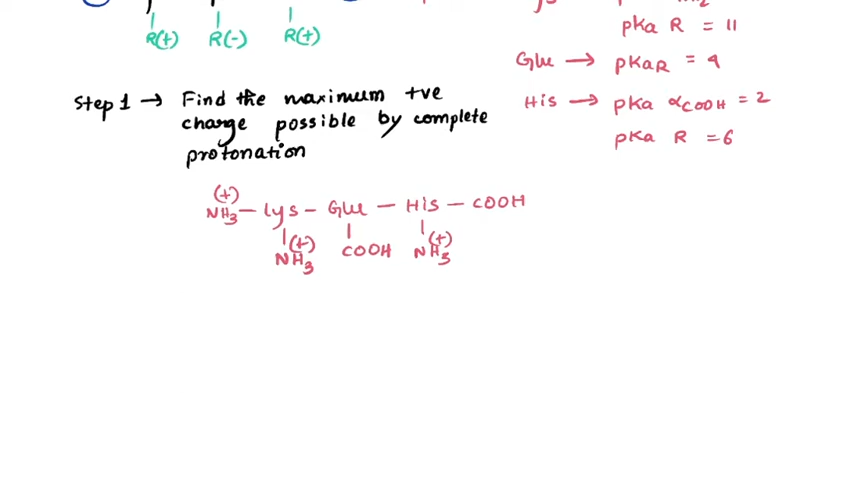 R(+) R(-) R(+)
pka R = 11
Glu → pkaR = 4
Step 1 → Find the maximum +ve
charge possible by complete
protonation
His → pka αCOOH = 2
pka R = 6
(+)
NH3 — lys — Glu — His — COOH
(+) (+)
NH3 COOH NH3